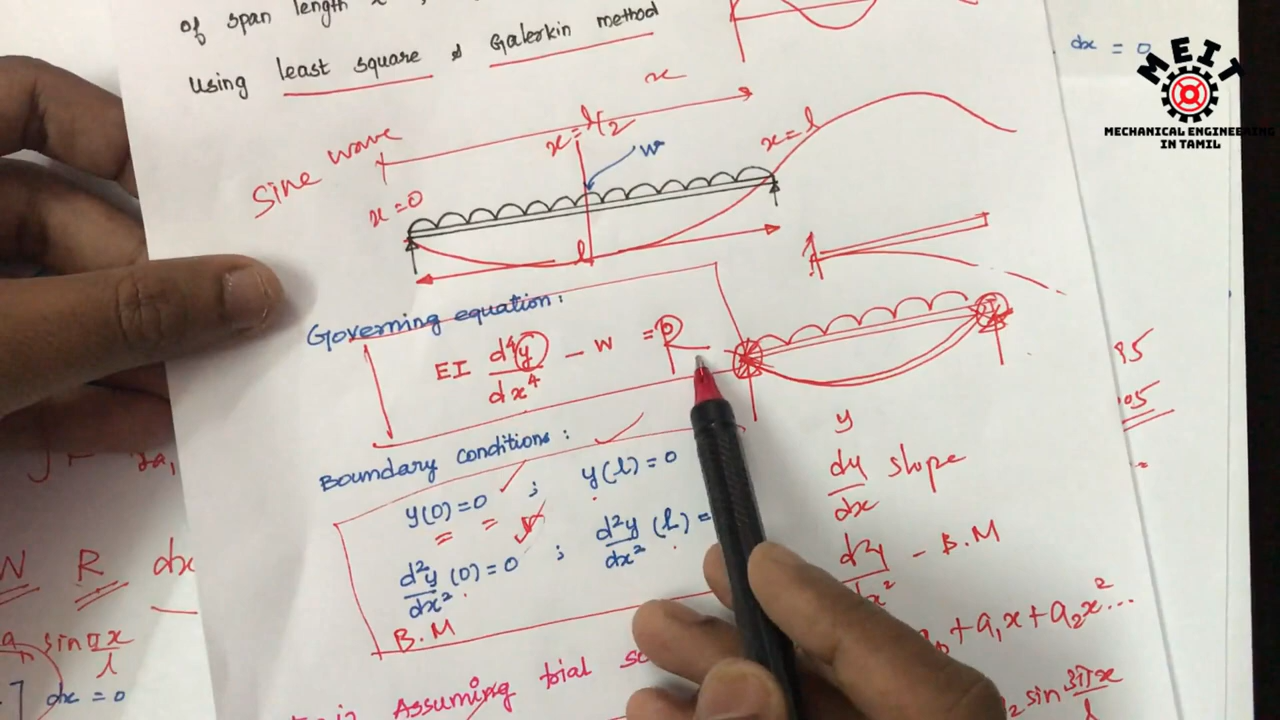 of span length
Using least square & Galerkin method
dx = 0
MEIT
MECHANICAL ENGINEERING
IN TAMIL
x
Sine wave
x = l/2
w
x = l
x = 0
l
Governing equation:
EI d⁴y/dx⁴ - w = R
Boundary conditions:
y(0) = 0 ; y(l) = 0
d²y/dx² (0) = 0 ; d²y/dx² (l) =
B.M
y
dy/dx slope
d²y/dx² - B.M
+ a₁x + a₂x² ...
sin 3πx/l
Assuming trial
W R dx
sin πx/l
] dx = 0